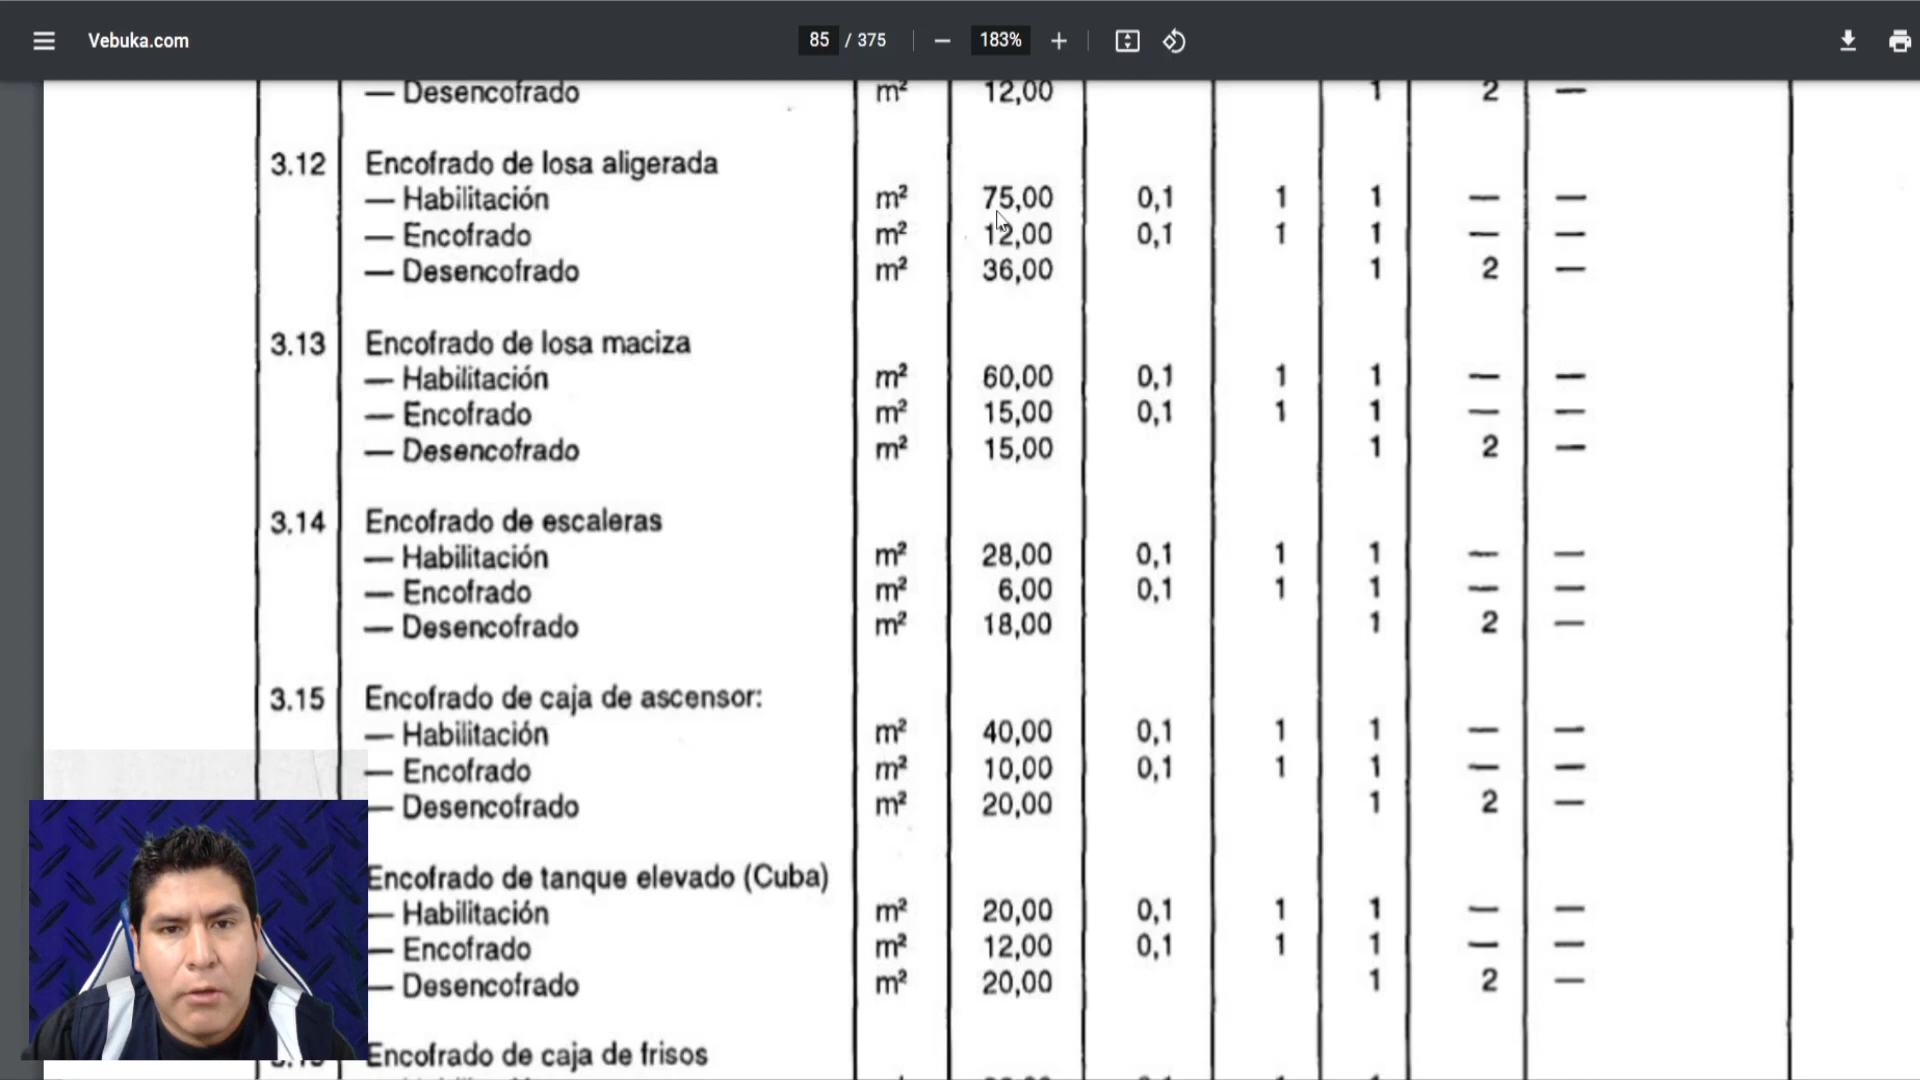 Vebuka.com 85 / 375 183%
— Desencofrado m² 12,00 1 2 —
3.12 Encofrado de losa aligerada
— Habilitación m² 75,00 0,1 1 1 — —
— Encofrado m² 12,00 0,1 1 1 — —
— Desencofrado m² 36,00 1 2 —
3.13 Encofrado de losa maciza
— Habilitación m² 60,00 0,1 1 1 — —
— Encofrado m² 15,00 0,1 1 1 — —
— Desencofrado m² 15,00 1 2 —
3.14 Encofrado de escaleras
— Habilitación m² 28,00 0,1 1 1 — —
— Encofrado m² 6,00 0,1 1 1 — —
— Desencofrado m² 18,00 1 2 —
3.15 Encofrado de caja de ascensor:
— Habilitación m² 40,00 0,1 1 1 — —
— Encofrado m² 10,00 0,1 1 1 — —
— Desencofrado m² 20,00 1 2 —
Encofrado de tanque elevado (Cuba)
— Habilitación m² 20,00 0,1 1 1 — —
— Encofrado m² 12,00 0,1 1 1 — —
— Desencofrado m² 20,00 1 2 —
Encofrado de caja de frisos